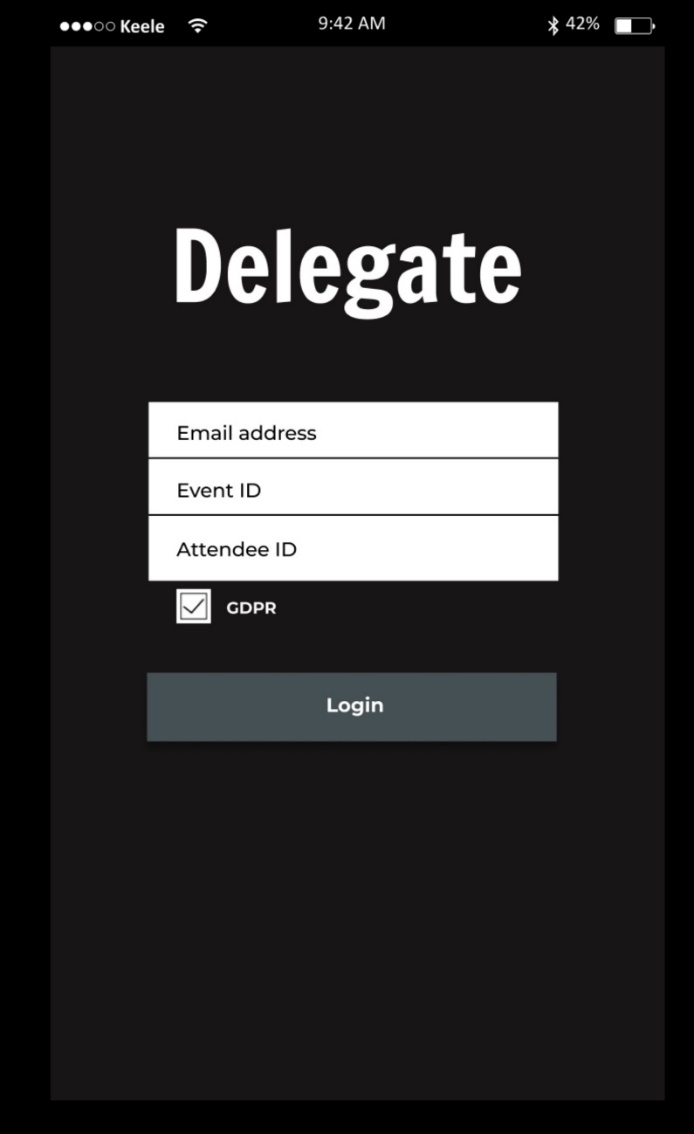 Keele 9:42 AM 42%
Delegate
Email address
Event ID
Attendee ID
GDPR
Login